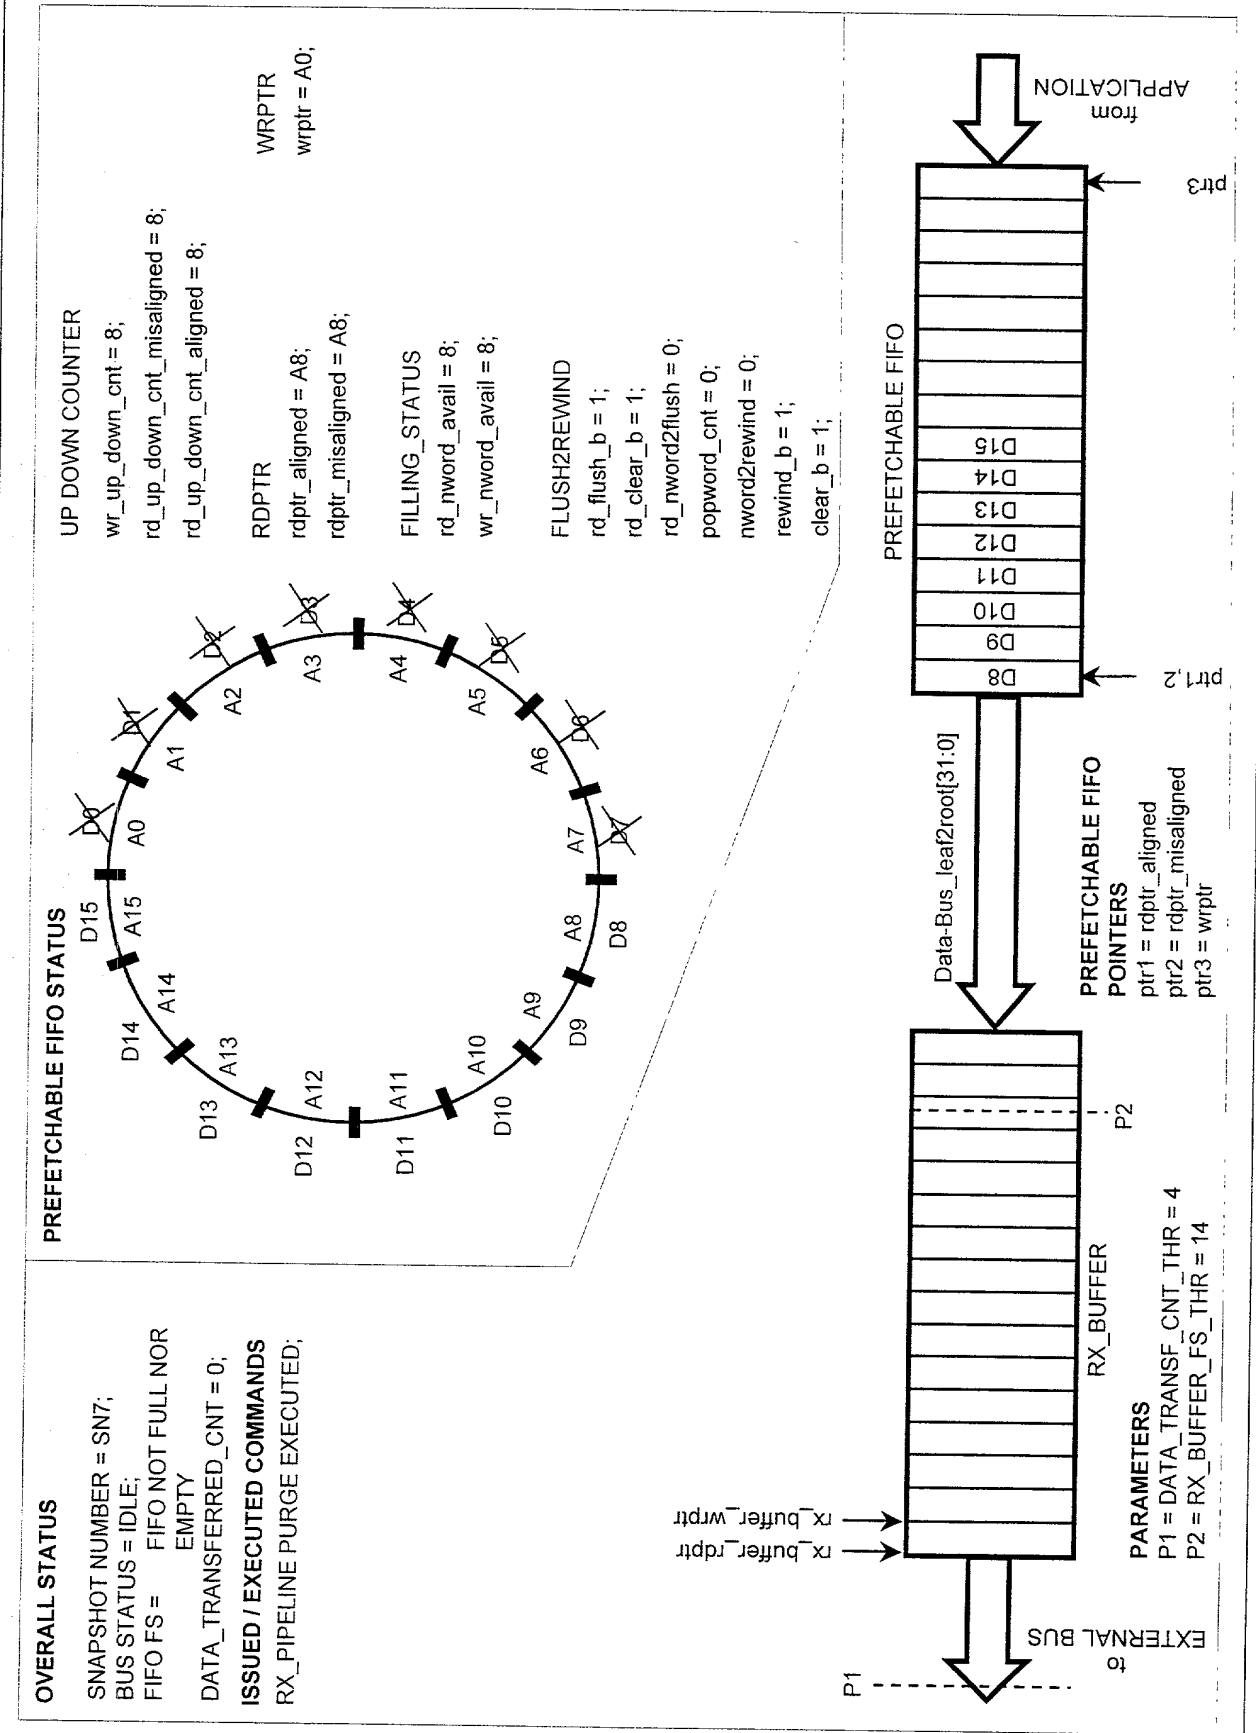 OVERALL STATUS
SNAPSHOT NUMBER = SN7;
BUS STATUS = IDLE;
FIFO FS = FIFO NOT FULL NOR
EMPTY
DATA_TRANSFERRED_CNT = 0;
ISSUED / EXECUTED COMMANDS
RX_PIPELINE PURGE EXECUTED;
PREFETCHABLE FIFO STATUS
D0
D1
D2
D3
D4
D5
D6
D7
D8
D9
D10
D11
D12
D13
D14
D15
A0
A1
A2
A3
A4
A5
A6
A7
A8
A9
A10
A11
A12
A13
A14
A15
UP DOWN COUNTER
wr_up_down_cnt = 8;
rd_up_down_cnt_misaligned = 8;
rd_up_down_cnt_aligned = 8;
RDPTR
rdptr_aligned = A8;
rdptr_misaligned = A8;
WRPTR
wrptr = A0;
FILLING_STATUS
rd_nword_avail = 8;
wr_nword_avail = 8;
FLUSH2REWIND
rd_flush_b = 1;
rd_clear_b = 1;
rd_nword2flush = 0;
popword_cnt = 0;
nword2rewind = 0;
rewind_b = 1;
clear_b = 1;
P1
to
EXTERNAL BUS
rx_buffer_rdptr
rx_buffer_wrptr
RX_BUFFER
P2
PARAMETERS
P1 = DATA_TRANSF_CNT_THR = 4
P2 = RX_BUFFER_FS_THR = 14
Data-Bus_leaf2root[31:0]
PREFETCHABLE FIFO
POINTERS
ptr1 = rdptr_aligned
ptr2 = rdptr_misaligned
ptr3 = wrptr
PREFETCHABLE FIFO
D8
D9
D10
D11
D12
D13
D14
D15
ptr1,2
ptr3
from
APPLICATION